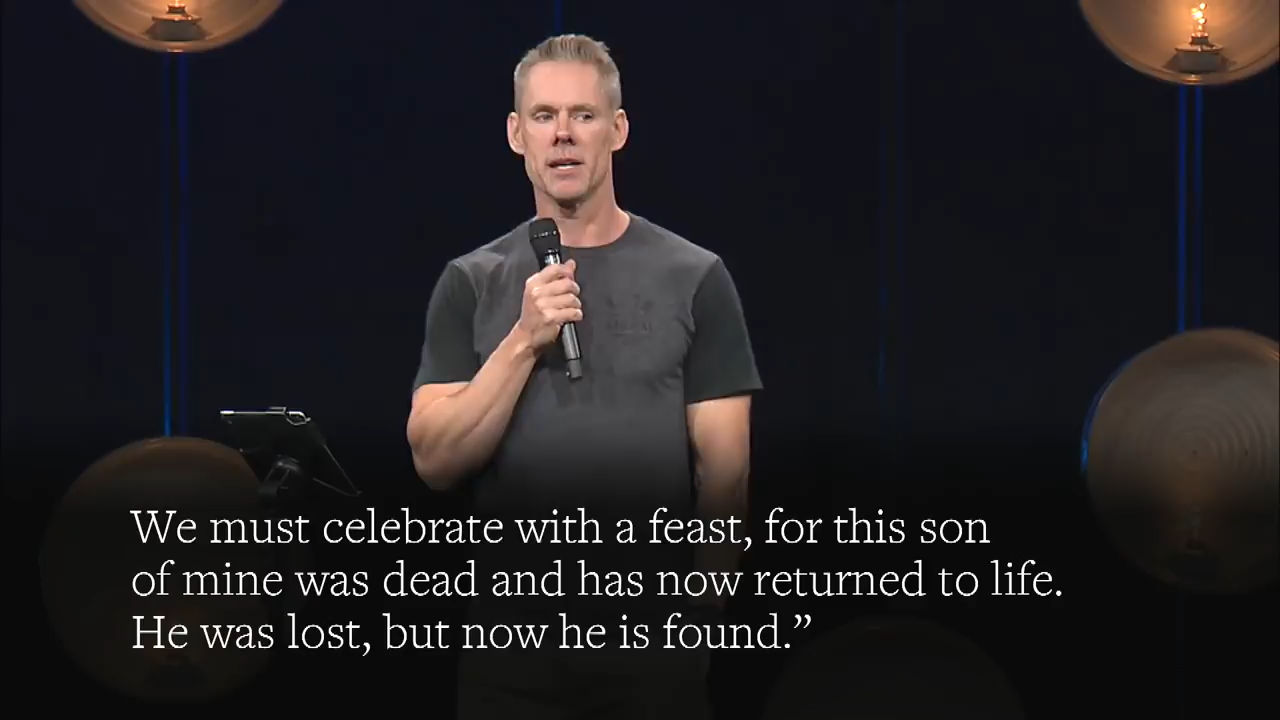 We must celebrate with a feast, for this son
of mine was dead and has now returned to life.
He was lost, but now he is found.”